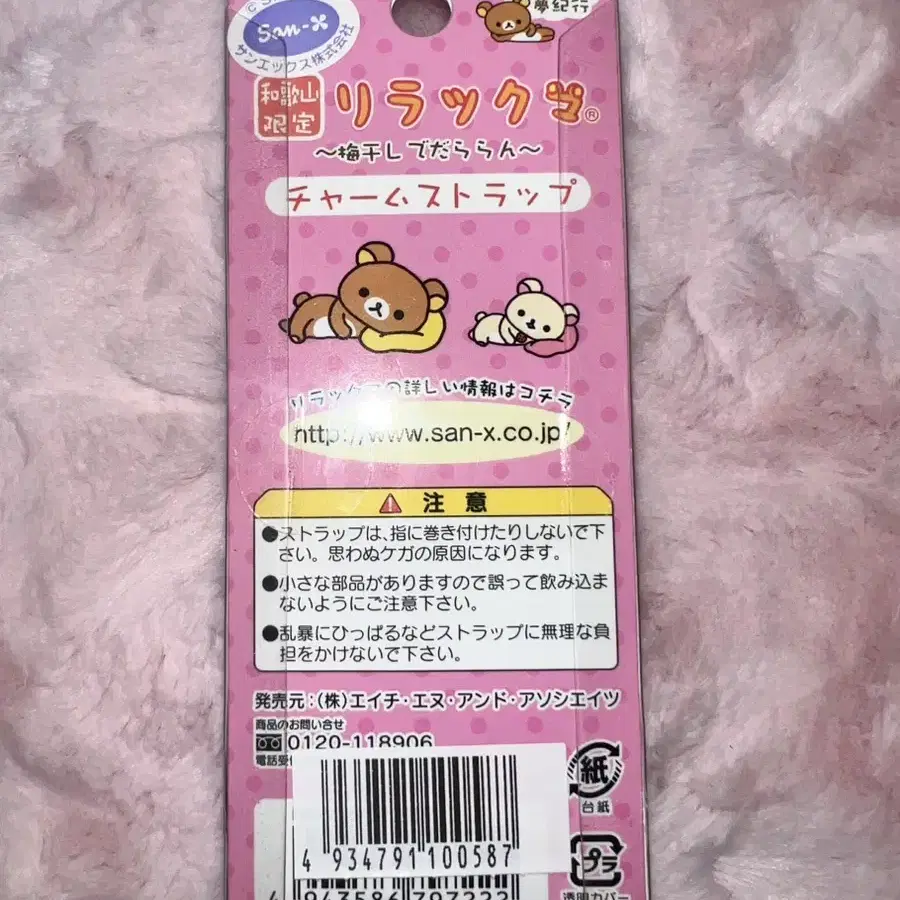 San-X
サンエックス株式会社
夢紀行
和歌山
限定
リラックマ®
～梅干しでだららん～
チャームストラップ
リラックマの詳しい情報はコチラ
http://www.san-x.co.jp/
注意
●ストラップは、指に巻き付けたりしないで下
さい。思わぬケガの原因になります。
●小さな部品がありますので誤って飲み込ま
ないようにご注意下さい。
●乱暴にひっぱるなどストラップに無理な負
担をかけないで下さい。
発売元：（株）エイチ・エヌ・アンド・アソシエイツ
商品のお問い合せ
0120-118906
電話受付
紙
台紙
4 934791 100587
プラ
透明カバー